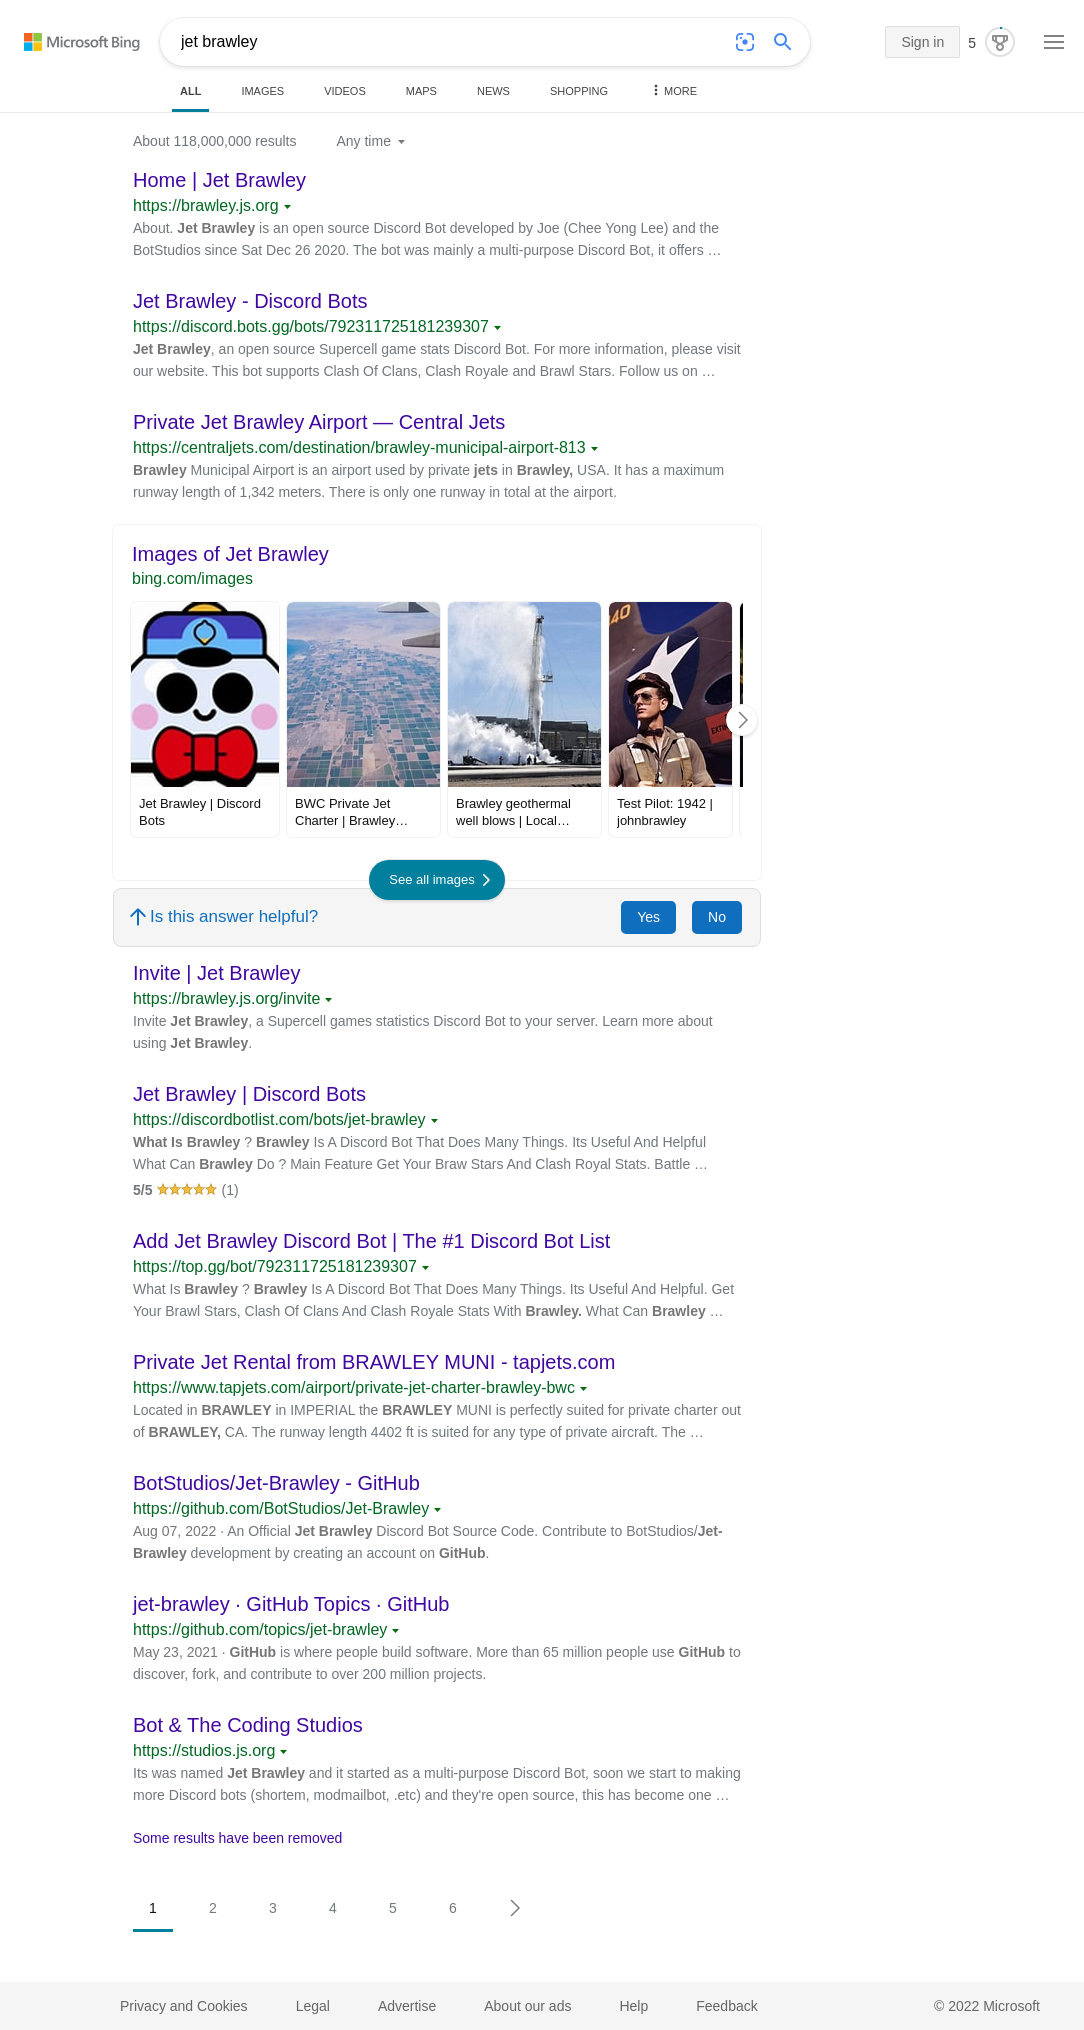 Microsoft Bing
jet brawley
Sign in
5
ALL
IMAGES
VIDEOS
MAPS
NEWS
SHOPPING
MORE
About 118,000,000 results
Any time
Home | Jet Brawley
https://brawley.js.org
About. Jet Brawley is an open source Discord Bot developed by Joe (Chee Yong Lee) and the
BotStudios since Sat Dec 26 2020. The bot was mainly a multi-purpose Discord Bot, it offers …
Jet Brawley - Discord Bots
https://discord.bots.gg/bots/792311725181239307
Jet Brawley, an open source Supercell game stats Discord Bot. For more information, please visit
our website. This bot supports Clash Of Clans, Clash Royale and Brawl Stars. Follow us on …
Private Jet Brawley Airport — Central Jets
https://centraljets.com/destination/brawley-municipal-airport-813
Brawley Municipal Airport is an airport used by private jets in Brawley, USA. It has a maximum
runway length of 1,342 meters. There is only one runway in total at the airport.
Images of Jet Brawley
bing.com/images
40
EXTIN
Jet Brawley | Discord
Bots
BWC Private Jet
Charter | Brawley…
Brawley geothermal
well blows | Local…
Test Pilot: 1942 |
johnbrawley
See all images
Is this answer helpful?
Yes
No
Invite | Jet Brawley
https://brawley.js.org/invite
Invite Jet Brawley, a Supercell games statistics Discord Bot to your server. Learn more about
using Jet Brawley.
Jet Brawley | Discord Bots
https://discordbotlist.com/bots/jet-brawley
What Is Brawley ? Brawley Is A Discord Bot That Does Many Things. Its Useful And Helpful
What Can Brawley Do ? Main Feature Get Your Braw Stars And Clash Royal Stats. Battle …
5/5 (1)
Add Jet Brawley Discord Bot | The #1 Discord Bot List
https://top.gg/bot/792311725181239307
What Is Brawley ? Brawley Is A Discord Bot That Does Many Things. Its Useful And Helpful. Get
Your Brawl Stars, Clash Of Clans And Clash Royale Stats With Brawley. What Can Brawley …
Private Jet Rental from BRAWLEY MUNI - tapjets.com
https://www.tapjets.com/airport/private-jet-charter-brawley-bwc
Located in BRAWLEY in IMPERIAL the BRAWLEY MUNI is perfectly suited for private charter out
of BRAWLEY, CA. The runway length 4402 ft is suited for any type of private aircraft. The …
BotStudios/Jet-Brawley - GitHub
https://github.com/BotStudios/Jet-Brawley
Aug 07, 2022 · An Official Jet Brawley Discord Bot Source Code. Contribute to BotStudios/Jet-
Brawley development by creating an account on GitHub.
jet-brawley · GitHub Topics · GitHub
https://github.com/topics/jet-brawley
May 23, 2021 · GitHub is where people build software. More than 65 million people use GitHub to
discover, fork, and contribute to over 200 million projects.
Bot & The Coding Studios
https://studios.js.org
Its was named Jet Brawley and it started as a multi-purpose Discord Bot, soon we start to making
more Discord bots (shortem, modmailbot, .etc) and they're open source, this has become one …
Some results have been removed
1
2
3
4
5
6
Privacy and Cookies
Legal
Advertise
About our ads
Help
Feedback
© 2022 Microsoft